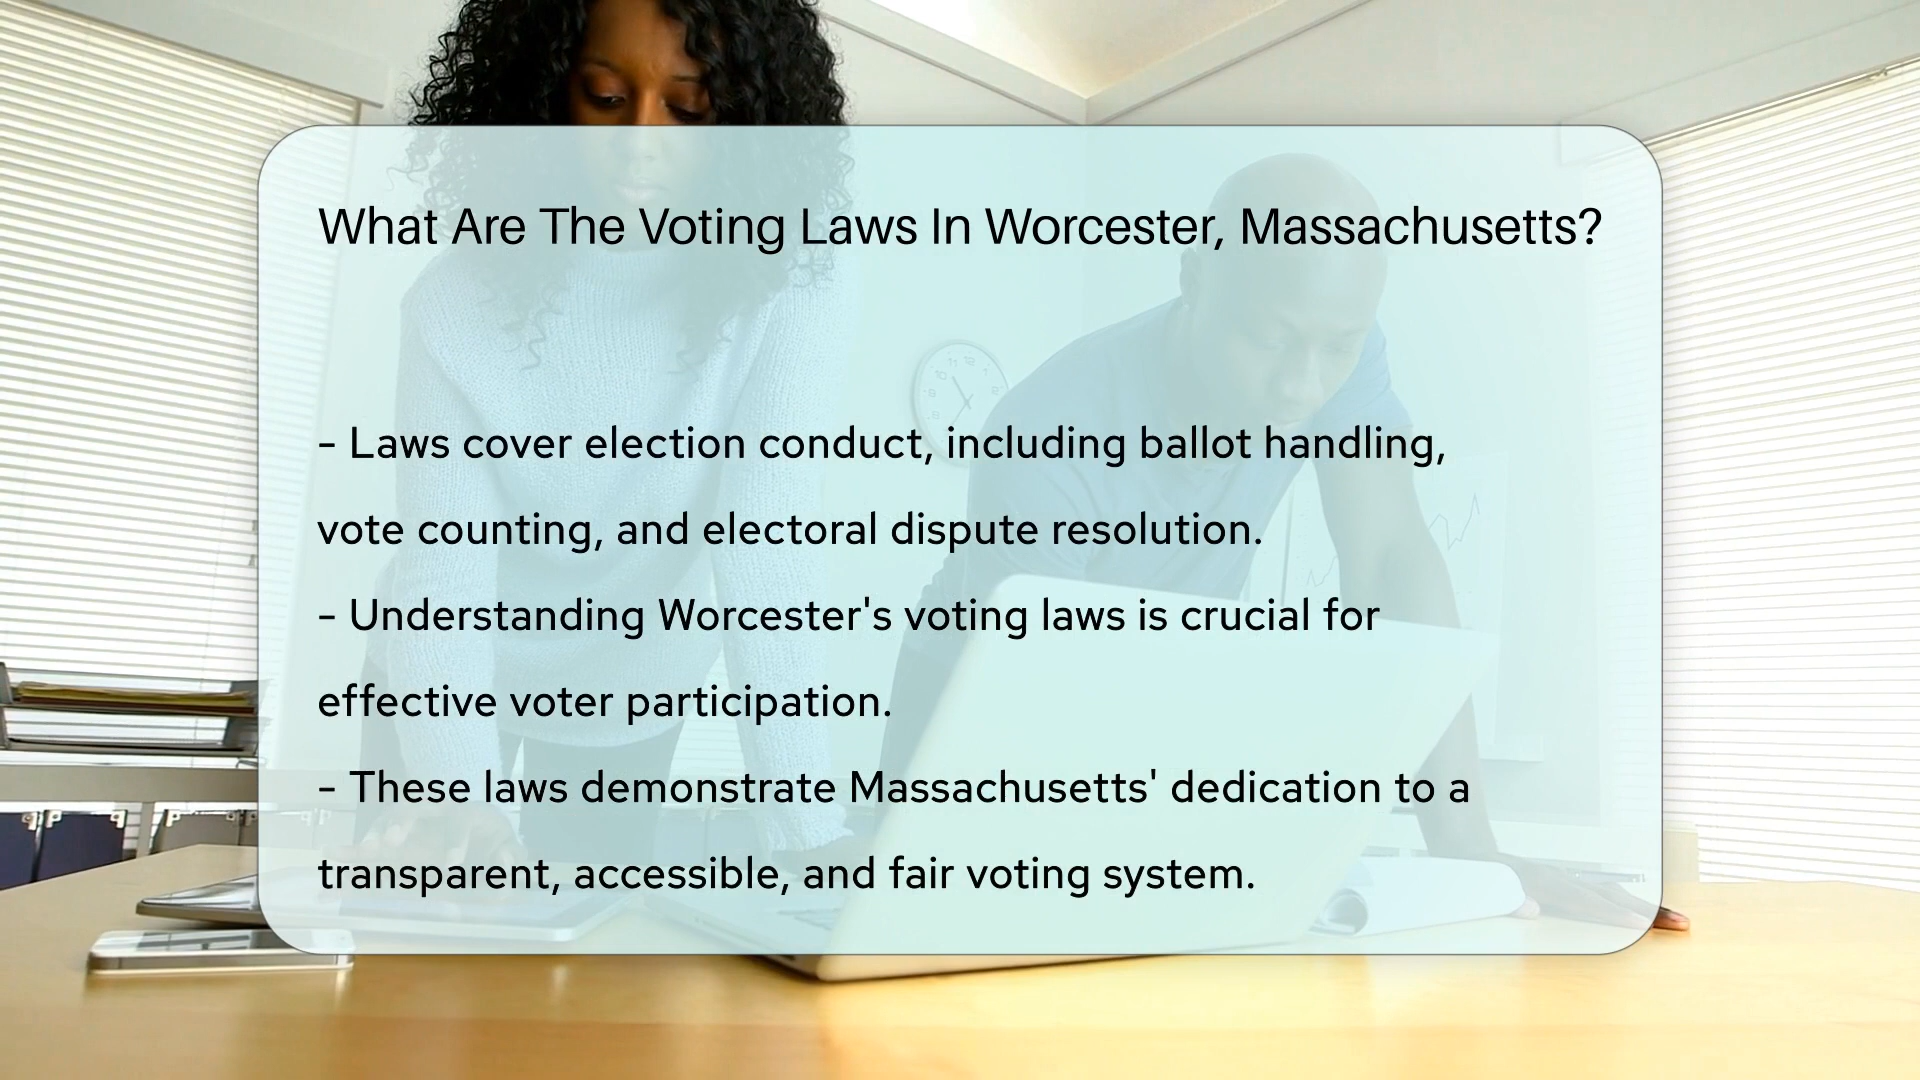 What Are The Voting Laws In Worcester, Massachusetts?
- Laws cover election conduct, including ballot handling,
vote counting, and electoral dispute resolution.
- Understanding Worcester's voting laws is crucial for
effective voter participation.
- These laws demonstrate Massachusetts' dedication to a
transparent, accessible, and fair voting system.